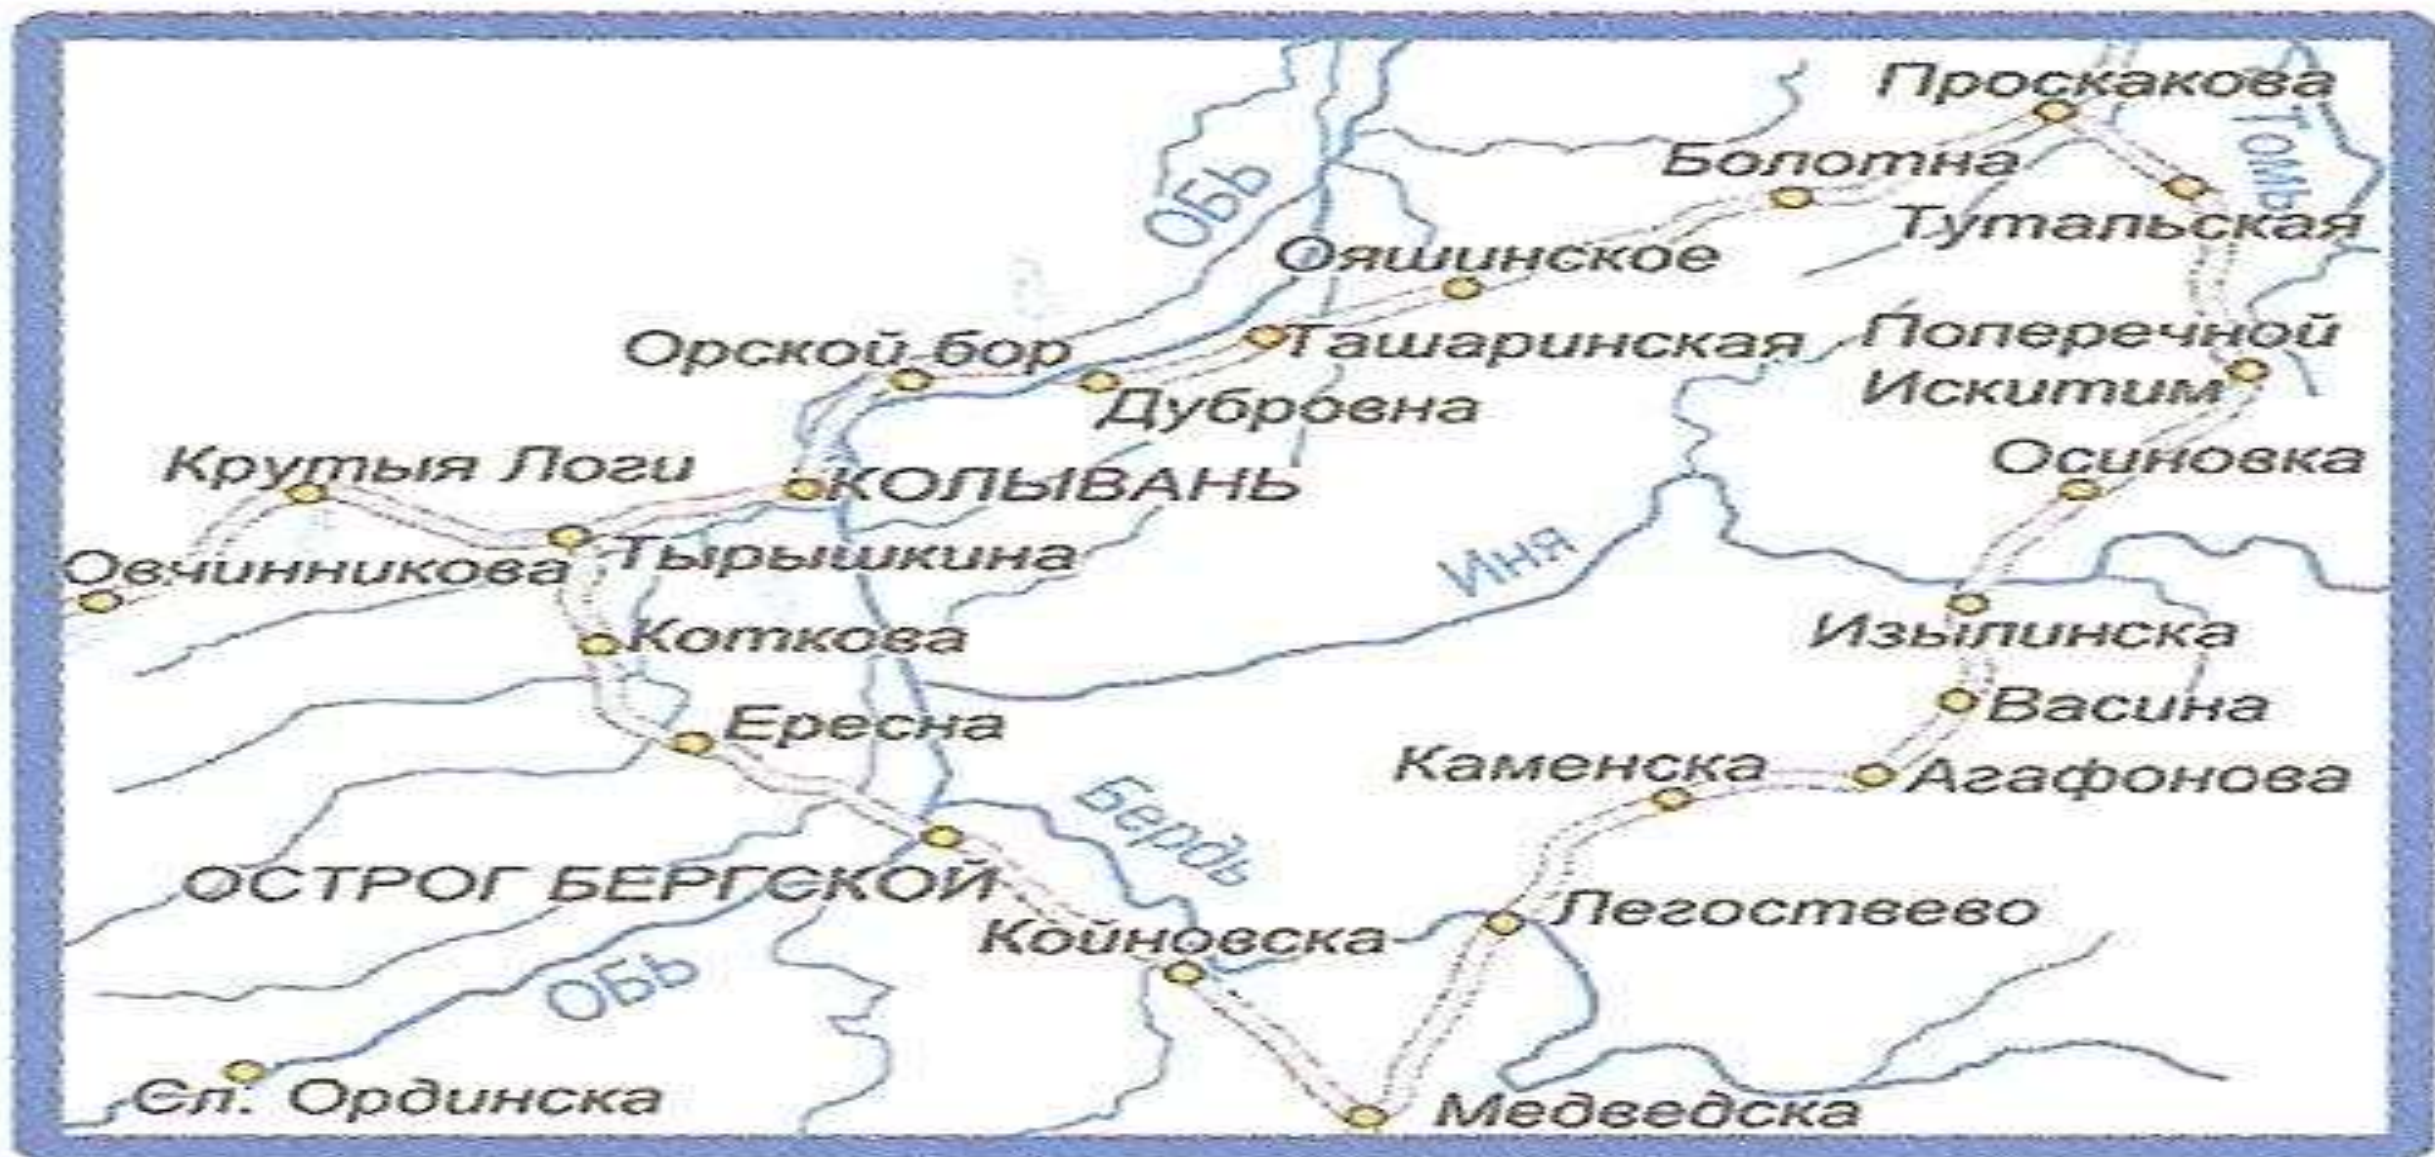 Проскакова
Томь
Болотна
ОБЬ
Тутальская
Ояшинское
Орской бор
Ташаринская
Поперечной
Искитим
Дубровна
Крутыя Логи
КОЛЫВАНЬ
Осиновка
Овчинникова
Тырышкина
Иня
Коткова
Изылинска
Ересна
Васина
Каменска
Агафонова
Бердь
ОСТРОГ БЕРГСКОЙ
Койновска
Легоствево
ОБЬ
Сл. Ординска
Медведска